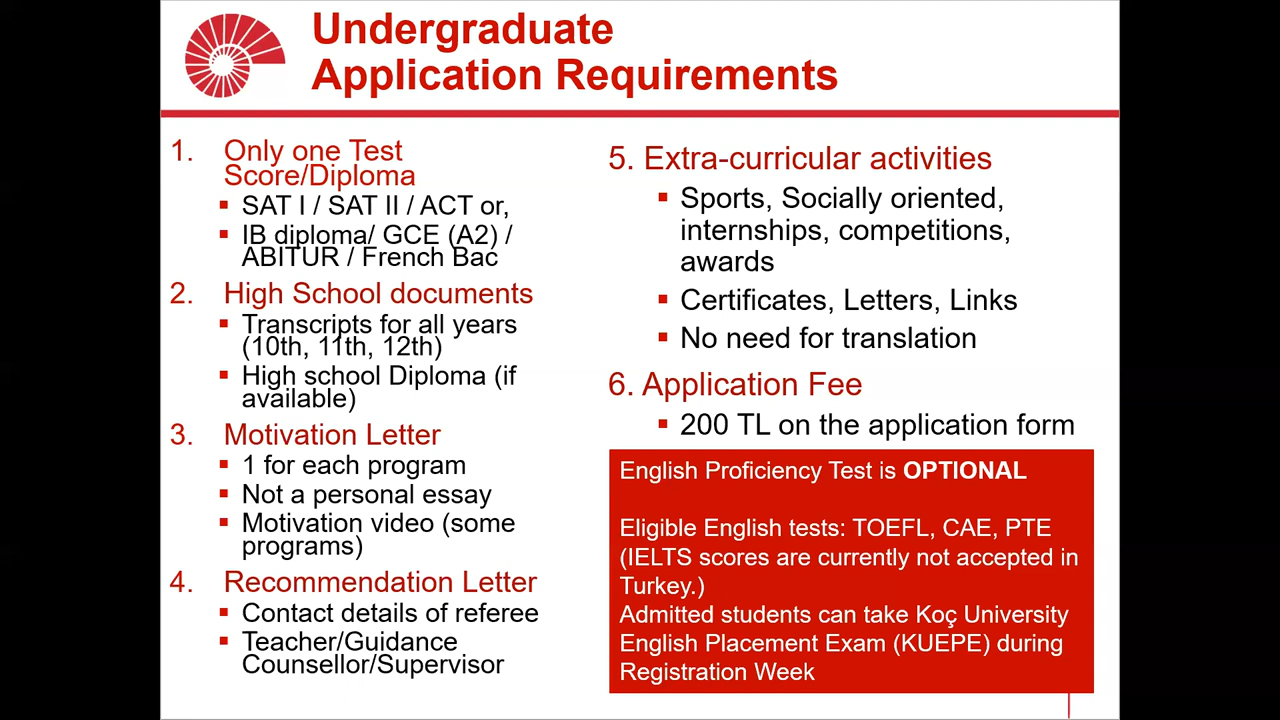 Undergraduate
Application Requirements
1. Only one Test
Score/Diploma
▪ SAT I / SAT II / ACT or,
▪ IB diploma/ GCE (A2) /
ABITUR / French Bac
2. High School documents
▪ Transcripts for all years
(10th, 11th, 12th)
▪ High school Diploma (if
available)
3. Motivation Letter
▪ 1 for each program
▪ Not a personal essay
▪ Motivation video (some
programs)
4. Recommendation Letter
▪ Contact details of referee
▪ Teacher/Guidance
Counsellor/Supervisor
5. Extra-curricular activities
▪ Sports, Socially oriented,
internships, competitions,
awards
▪ Certificates, Letters, Links
▪ No need for translation
6. Application Fee
▪ 200 TL on the application form
English Proficiency Test is OPTIONAL
Eligible English tests: TOEFL, CAE, PTE
(IELTS scores are currently not accepted in
Turkey.)
Admitted students can take Koç University
English Placement Exam (KUEPE) during
Registration Week